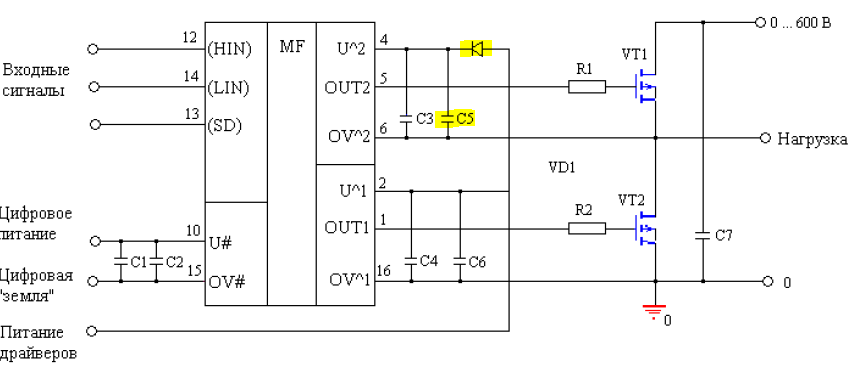 0 ... 600 В
12 (HIN) MF U^2 4
VT1
Входные
сигналы
14 (LIN) OUT2 5 R1
13 (SD) OV^2 6 C3 C5
Нагрузка
VD1
U^1 2
VT2
Цифровое
питание
10 U# OUT1 1 R2
C1 C2 C4 C6 C7
Цифровая
"земля"
15 OV# OV^1 16 0
0
Питание
драйверов